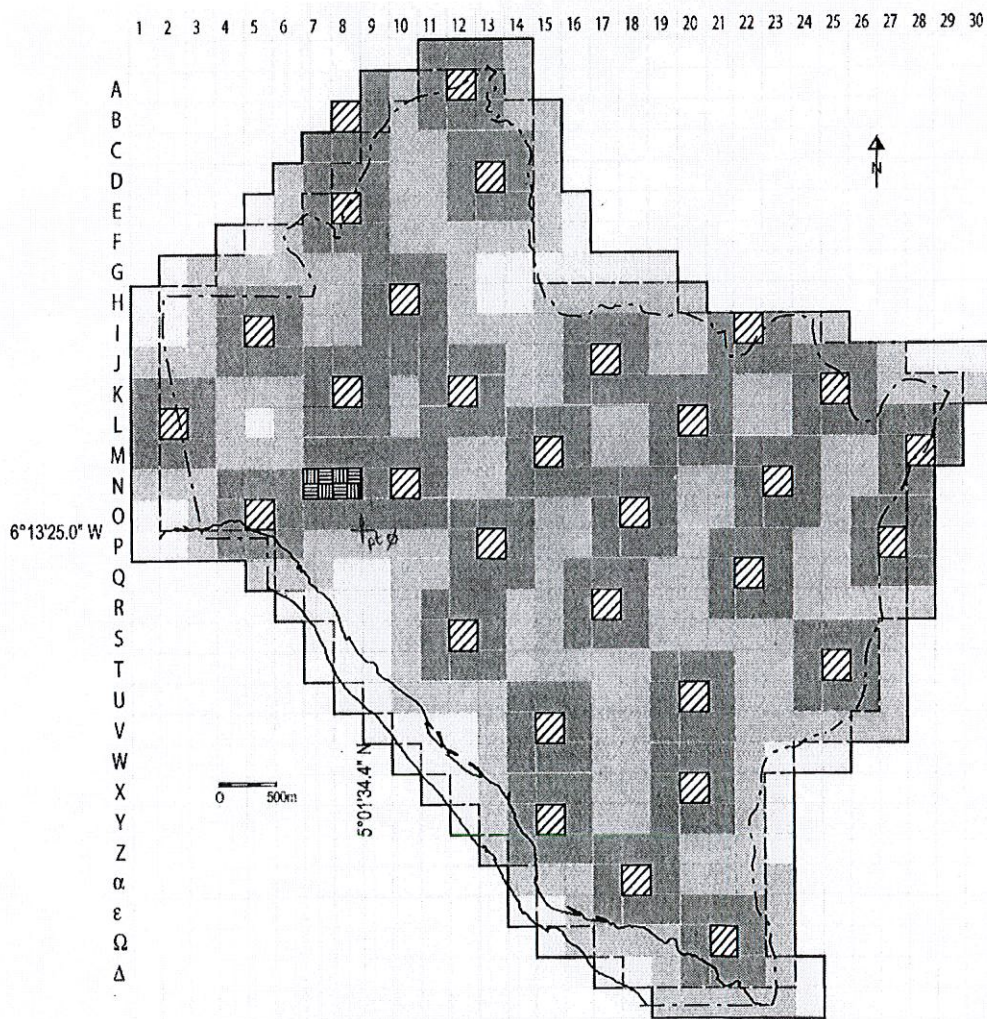 1 2 3 4 5 6 7 8 9 10 11 12 13 14 15 16 17 18 19 20 21 22 23 24 25 26 27 28 29 30
A
B
C
N
D
E
F
G
H
I
J
K
L
M
N
O
6°13'25.0" W
pt ø
P
Q
R
S
T
U
V
W
X
0 500m
5°01'34.4" N
Y
Z
α
ε
Ω
Δ